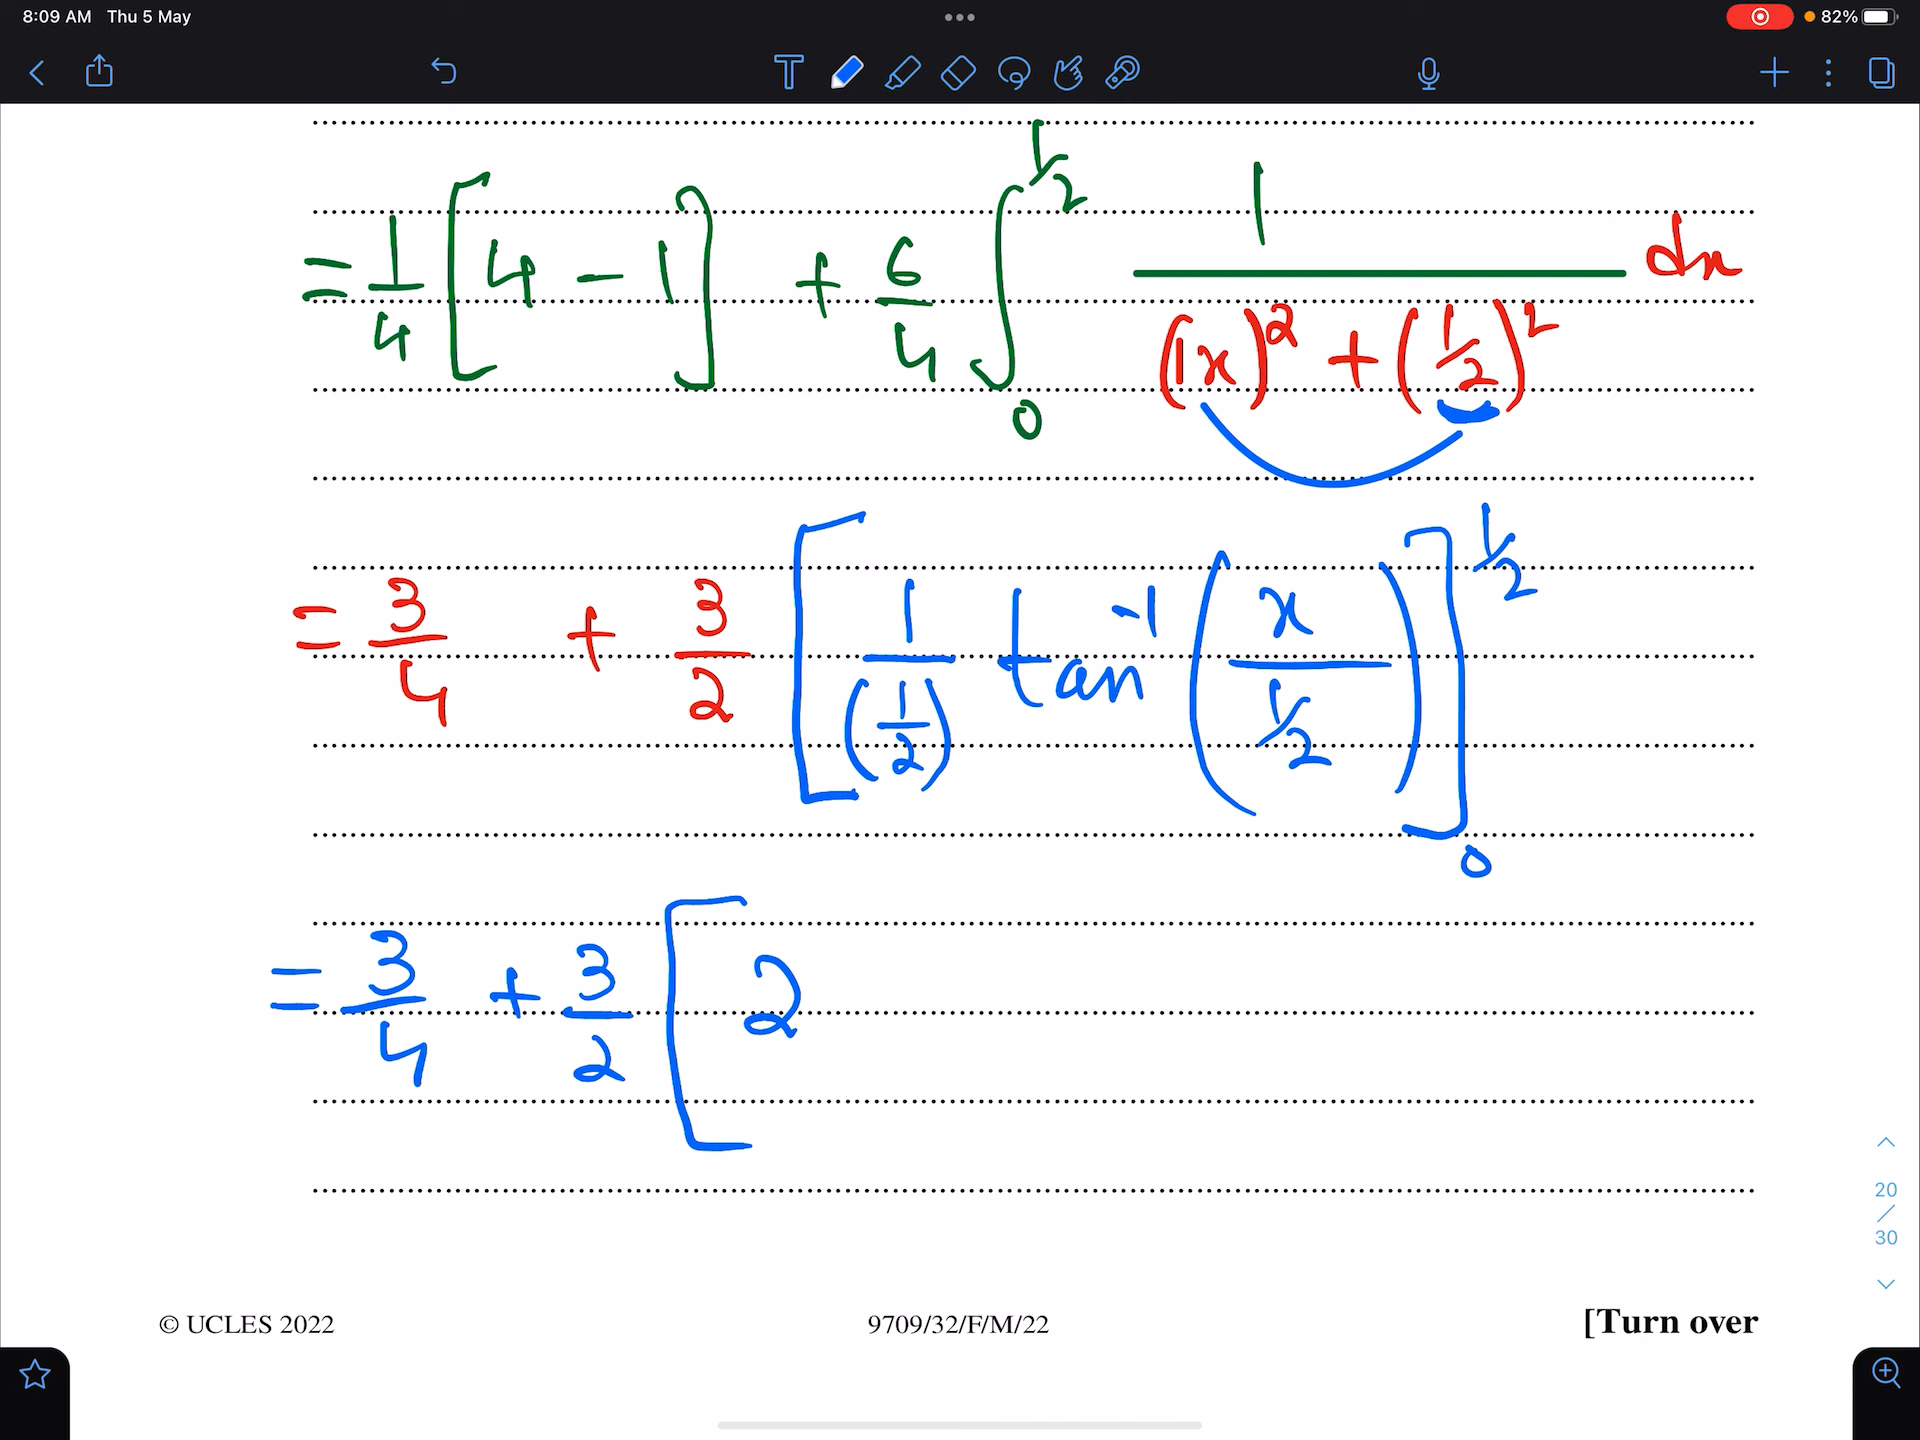 8:09 AM Thu 5 May
82%
= 1/4 [4 - 1] + 6/4 ∫₀^{1/2} 1/((1x)² + (1/2)²) dx
= 3/4 + 3/2 [1/(1/2) tan⁻¹(x/(1/2))]₀^{1/2}
= 3/4 + 3/2 [2
20
/
30
© UCLES 2022 9709/32/F/M/22 [Turn over